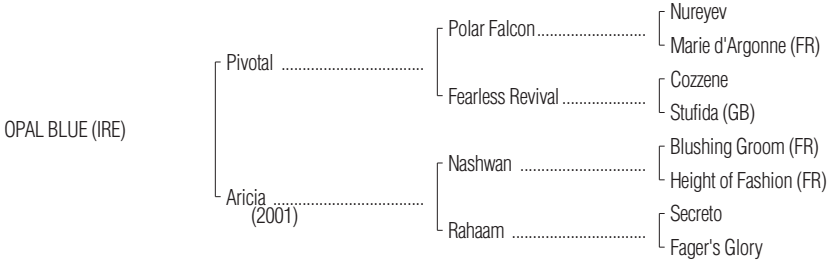 Nureyev
Polar Falcon..........................
Marie d'Argonne (FR)
Pivotal ..................................
Cozzene
Fearless Revival ....................
Stufida (GB)
OPAL BLUE (IRE)
Blushing Groom (FR)
Nashwan ..............................
Height of Fashion (FR)
Aricia ....................................
(2001)
Secreto
Rahaam ................................
Fager's Glory